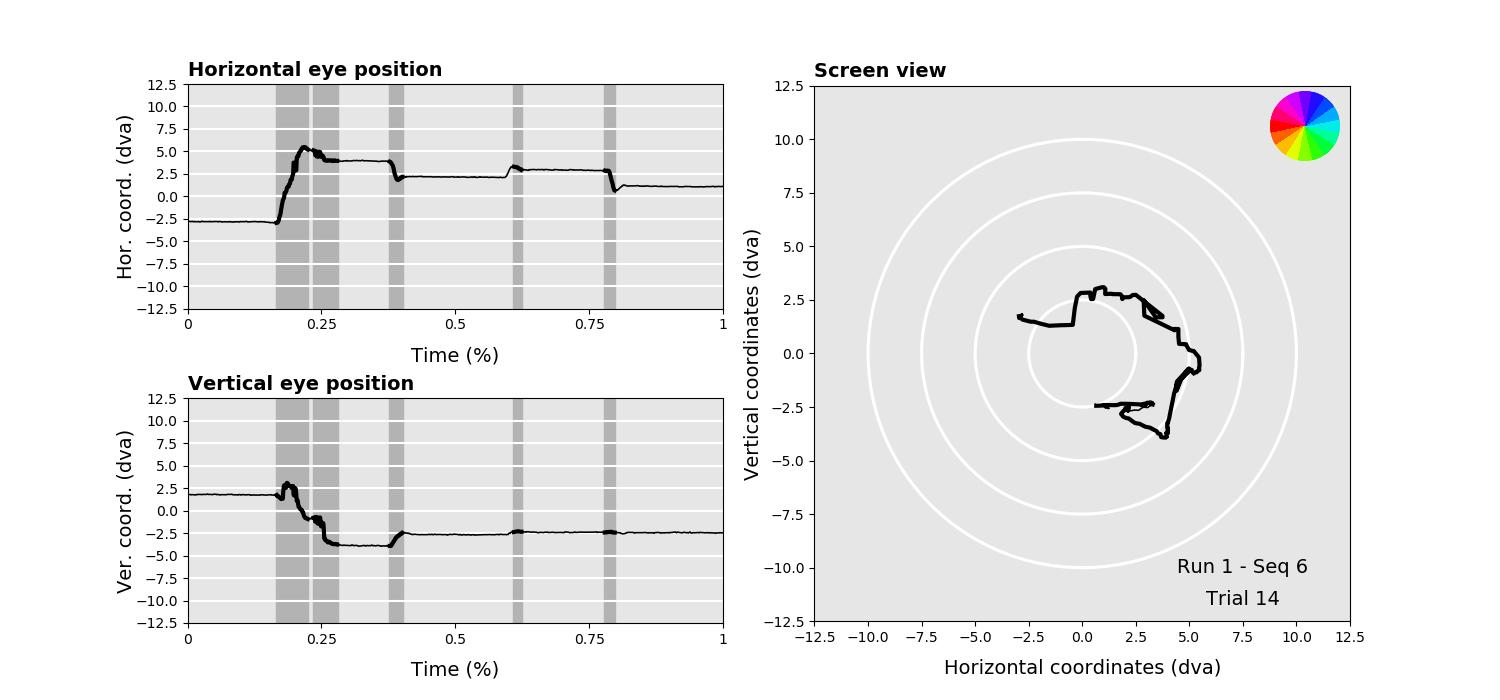 Horizontal eye position
12.5
10.0
7.5
5.0
2.5
0.0
−2.5
−5.0
−7.5
−10.0
−12.5
Hor. coord. (dva)
0 0.25 0.5 0.75 1
Time (%)
Vertical eye position
12.5
10.0
7.5
5.0
2.5
0.0
−2.5
−5.0
−7.5
−10.0
−12.5
Ver. coord. (dva)
0 0.25 0.5 0.75 1
Time (%)
Screen view
12.5
10.0
7.5
5.0
2.5
0.0
−2.5
−5.0
−7.5
−10.0
−12.5
Vertical coordinates (dva)
Run 1 - Seq 6
Trial 14
−12.5 −10.0 −7.5 −5.0 −2.5 0.0 2.5 5.0 7.5 10.0 12.5
Horizontal coordinates (dva)